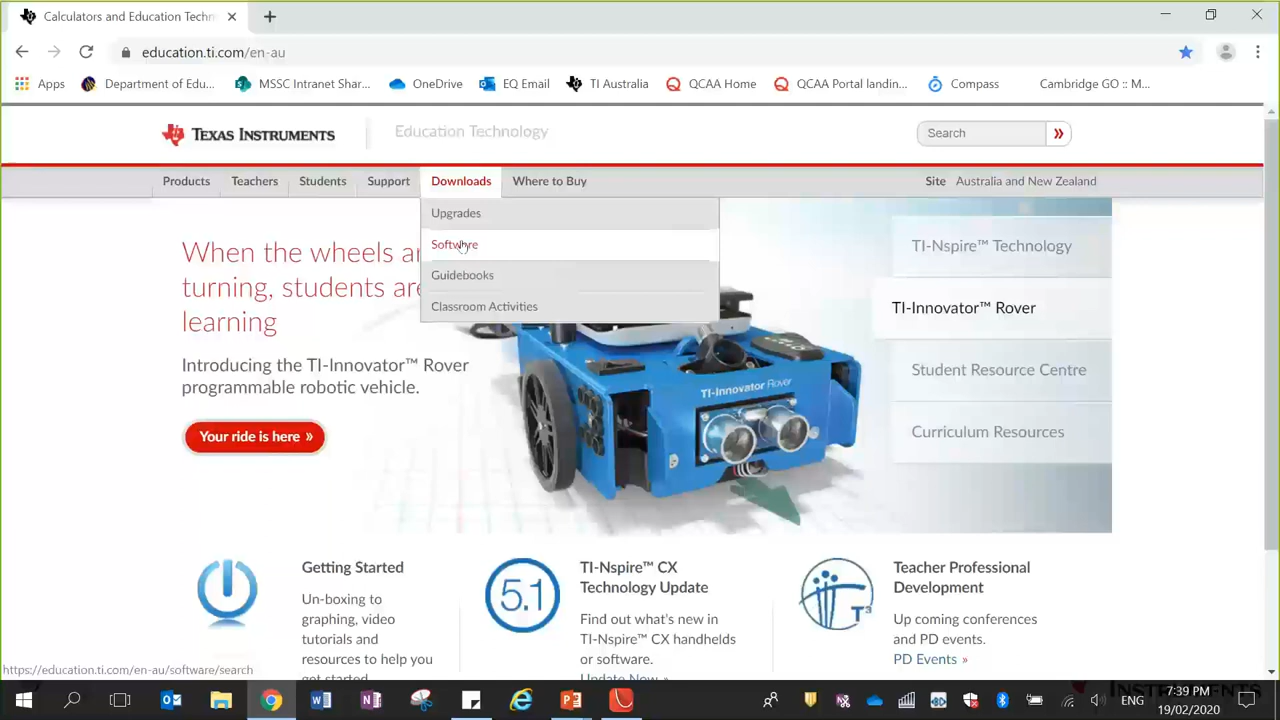 Calculators and Education Techn
education.ti.com/en-au
Apps Department of Edu... MSSC Intranet Shar... OneDrive EQ Email TI Australia QCAA Home QCAA Portal landin... Compass Cambridge GO :: M...
TEXAS INSTRUMENTS Education Technology Search »
Products Teachers Students Support Downloads Where to Buy Site Australia and New Zealand
Upgrades
Software
Guidebooks
Classroom Activities
When the wheels ar
turning, students are
learning
Introducing the TI-Innovator™ Rover
programmable robotic vehicle.
Your ride is here »
TI-Innovator Rover
TI-Nspire™ Technology
TI-Innovator™ Rover
Student Resource Centre
Curriculum Resources
Getting Started
Un-boxing to
graphing, video
tutorials and
resources to help you
get started
5.1
TI-Nspire™ CX
Technology Update
Find out what's new in
TI-Nspire™ CX handhelds
or software.
Update Now »
Teacher Professional
Development
Up coming conferences
and PD events.
PD Events »
https://education.ti.com/en-au/software/search
INSTRUMENTS
ENG
7:39 PM
19/02/2020